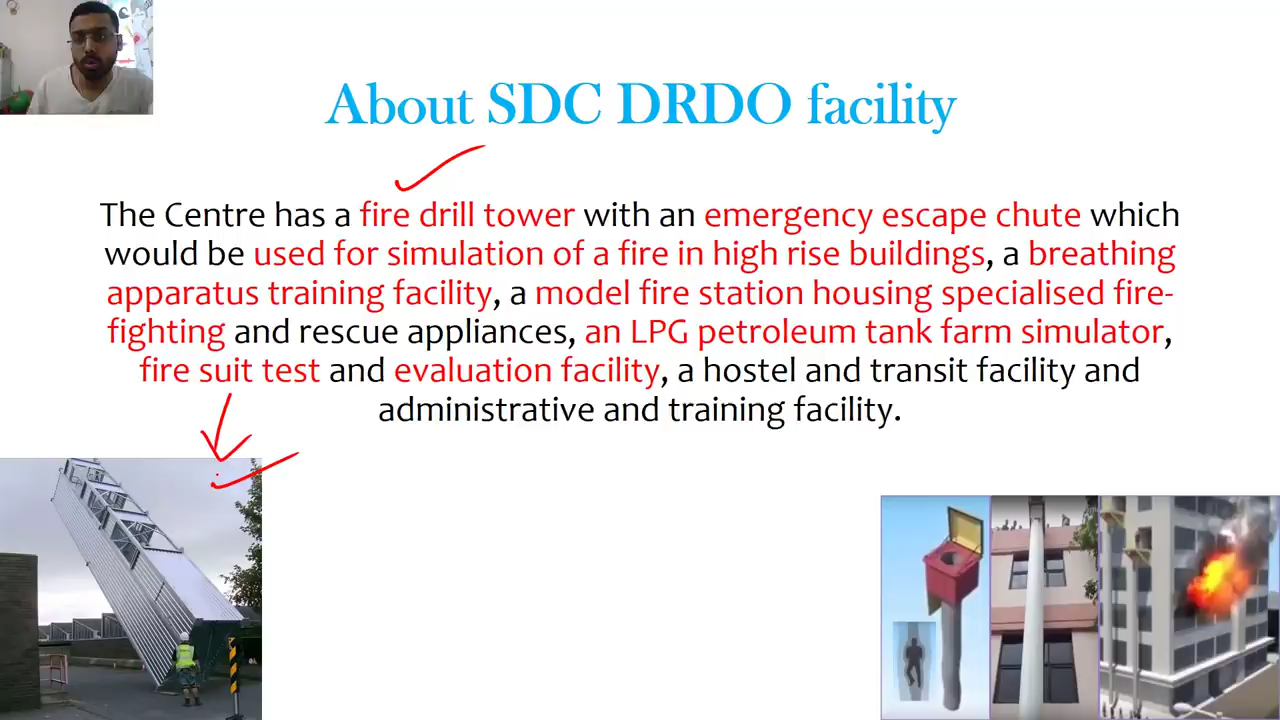 About SDC DRDO facility
The Centre has a fire drill tower with an emergency escape chute which
would be used for simulation of a fire in high rise buildings, a breathing
apparatus training facility, a model fire station housing specialised fire-
fighting and rescue appliances, an LPG petroleum tank farm simulator,
fire suit test and evaluation facility, a hostel and transit facility and
administrative and training facility.